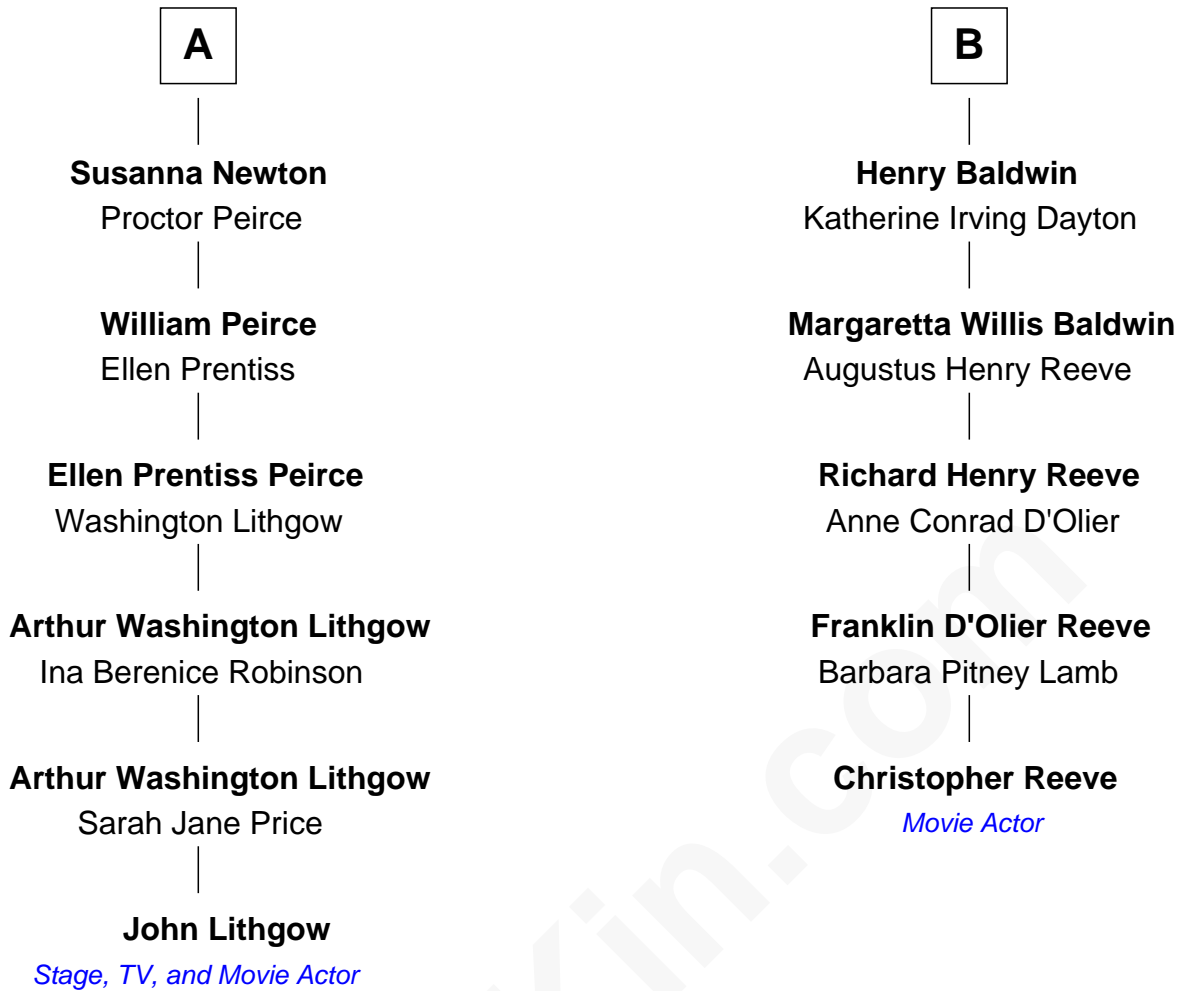 A
Susanna Newton
Proctor Peirce
William Peirce
Ellen Prentiss
Ellen Prentiss Peirce
Washington Lithgow
Arthur Washington Lithgow
Ina Berenice Robinson
Arthur Washington Lithgow
Sarah Jane Price
John Lithgow
Stage, TV, and Movie Actor
B
Henry Baldwin
Katherine Irving Dayton
Margaretta Willis Baldwin
Augustus Henry Reeve
Richard Henry Reeve
Anne Conrad D'Olier
Franklin D'Olier Reeve
Barbara Pitney Lamb
Christopher Reeve
Movie Actor
Kin.com